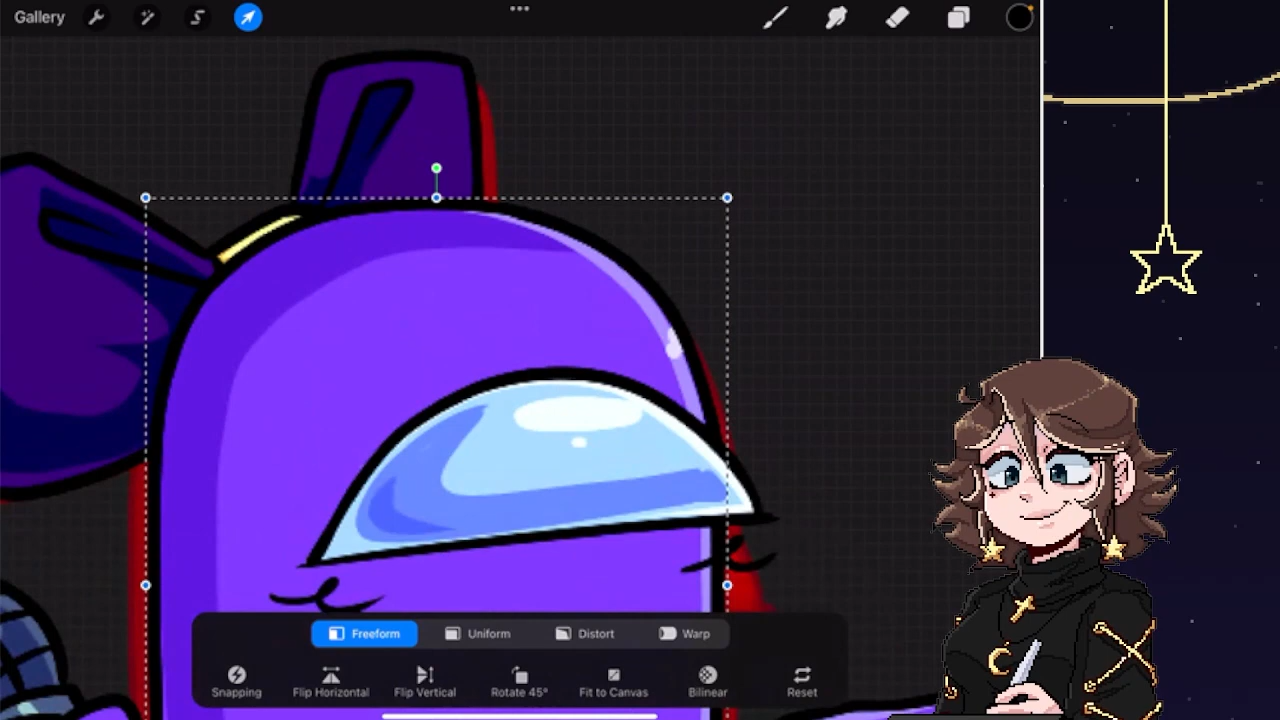 Gallery
Freeform Uniform Distort Warp
Snapping Flip Horizontal Flip Vertical Rotate 45° Fit to Canvas Bilinear Reset